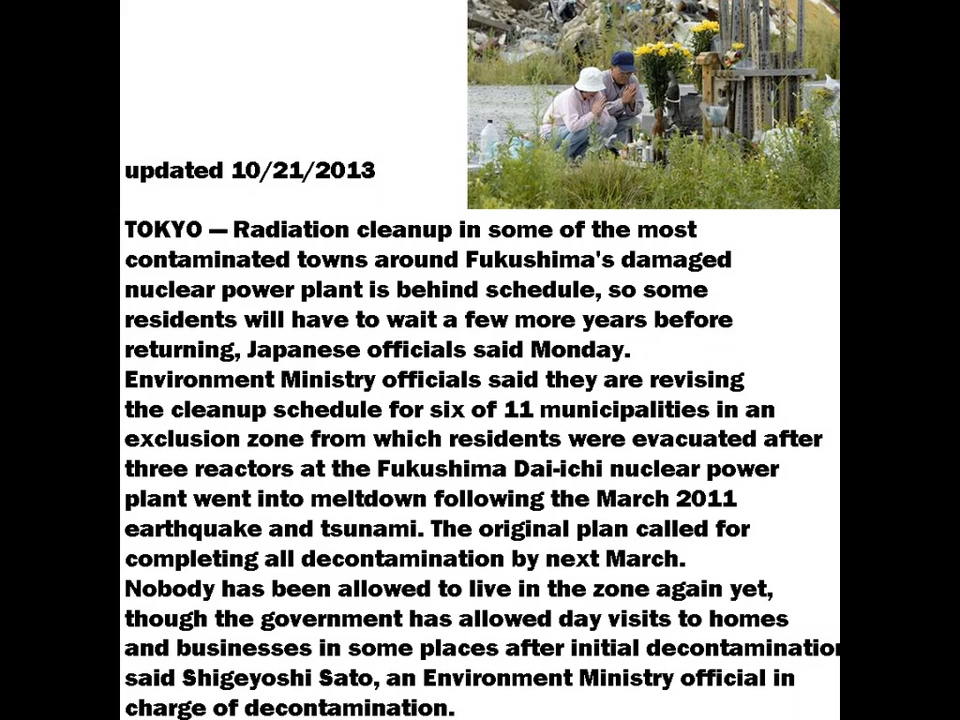 updated 10/21/2013
TOKYO — Radiation cleanup in some of the most
contaminated towns around Fukushima's damaged
nuclear power plant is behind schedule, so some
residents will have to wait a few more years before
returning, Japanese officials said Monday.
Environment Ministry officials said they are revising
the cleanup schedule for six of 11 municipalities in an
exclusion zone from which residents were evacuated after
three reactors at the Fukushima Dai-ichi nuclear power
plant went into meltdown following the March 2011
earthquake and tsunami. The original plan called for
completing all decontamination by next March.
Nobody has been allowed to live in the zone again yet,
though the government has allowed day visits to homes
and businesses in some places after initial decontamination
said Shigeyoshi Sato, an Environment Ministry official in
charge of decontamination.